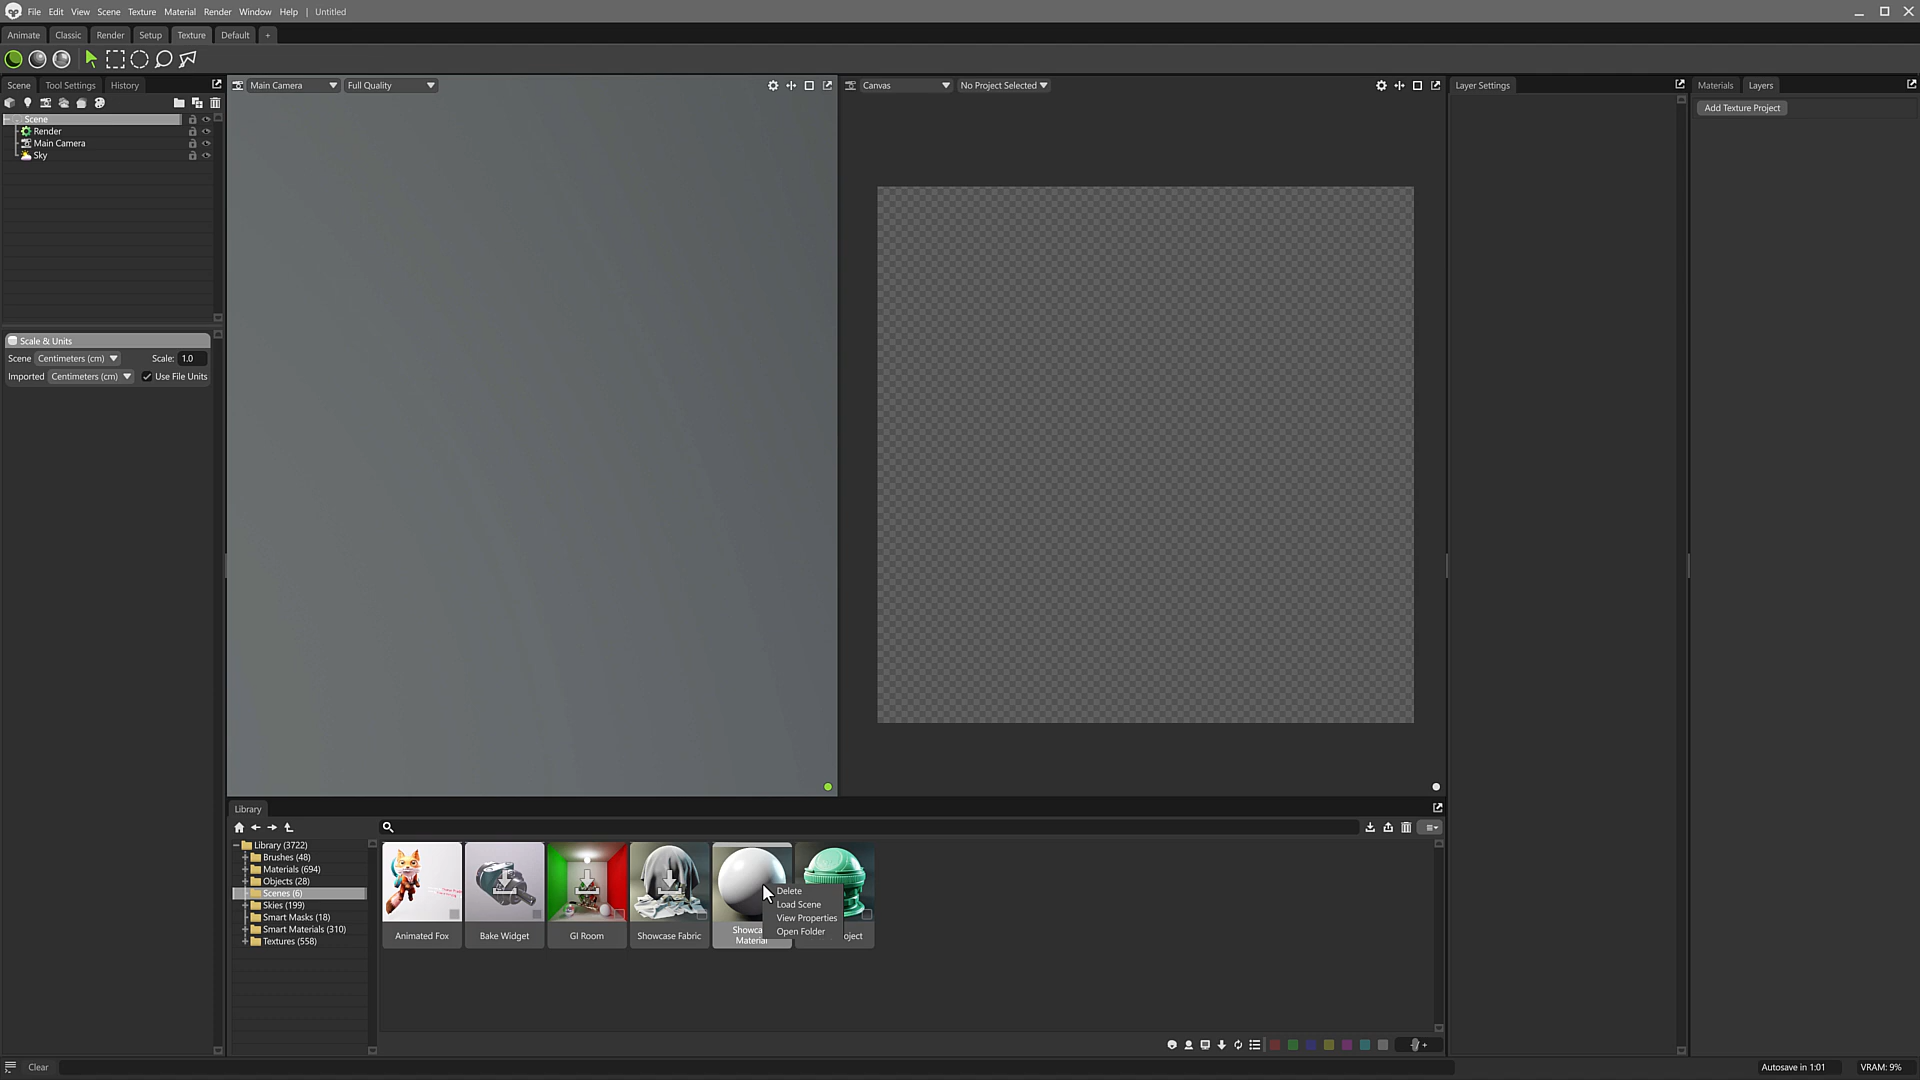 File Edit View Scene Texture Material Render Window Help | Untitled
Animate Classic Render Setup Texture Default +
Scene Tool Settings History
Main Camera Full Quality
Canvas No Project Selected
Layer Settings
Materials Layers
Add Texture Project
Scene
Render
Main Camera
Sky
Scale & Units
Scene Centimeters (cm) Scale: 1.0
Imported Centimeters (cm) Use File Units
Library
Library (3722)
Brushes (48)
Materials (694)
Objects (28)
Scenes (6)
Skies (199)
Smart Masks (18)
Smart Materials (310)
Textures (558)
Animated Fox
Bake Widget
GI Room
Showcase Fabric
Material
Delete
Load Scene
View Properties
Open Folder
Clear
Autosave in 1:01
VRAM: 9%